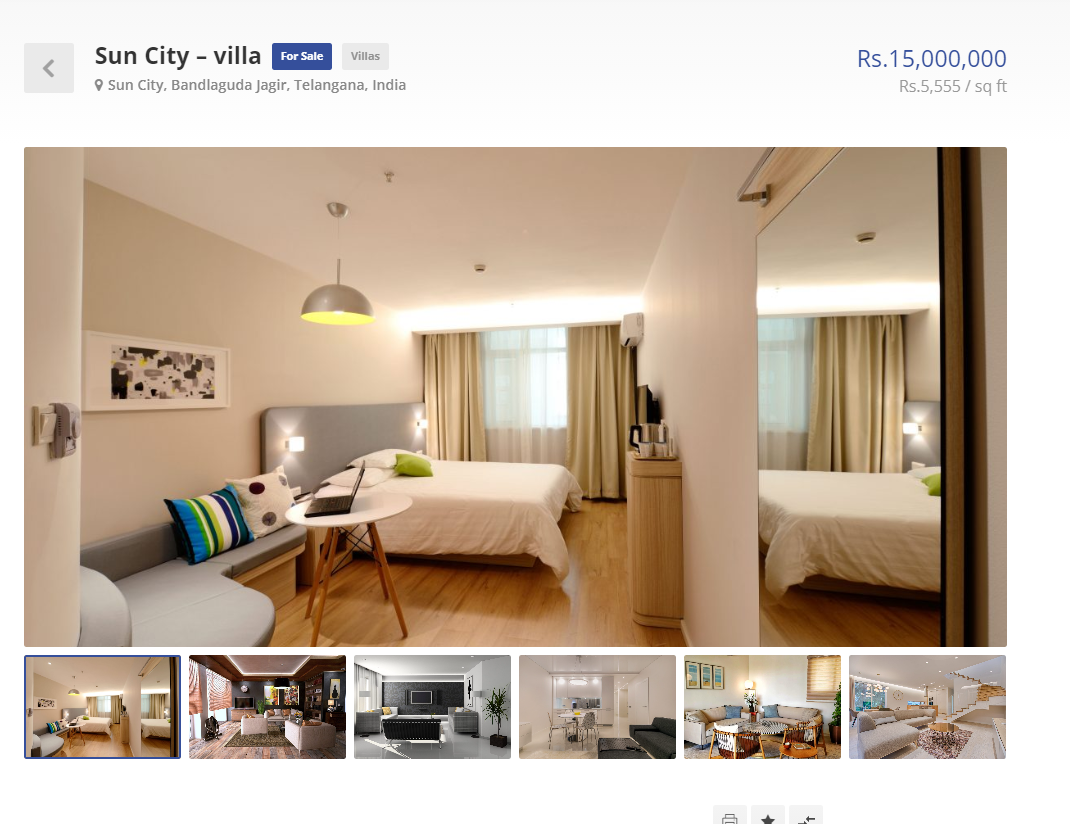 Sun City – villa For Sale Villas
Sun City, Bandlaguda Jagir, Telangana, India
Rs.15,000,000
Rs.5,555 / sq ft